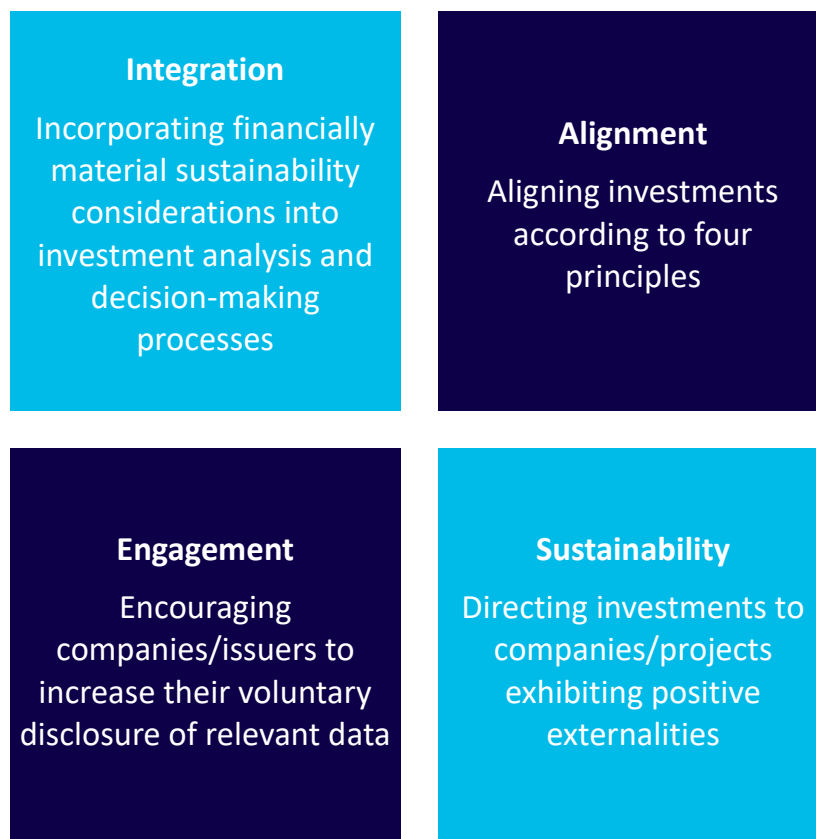 Integration
Incorporating financially
material sustainability
considerations into
investment analysis and
decision-making
processes
Alignment
Aligning investments
according to four
principles
Engagement
Encouraging
companies/issuers to
increase their voluntary
disclosure of relevant data
Sustainability
Directing investments to
companies/projects
exhibiting positive
externalities